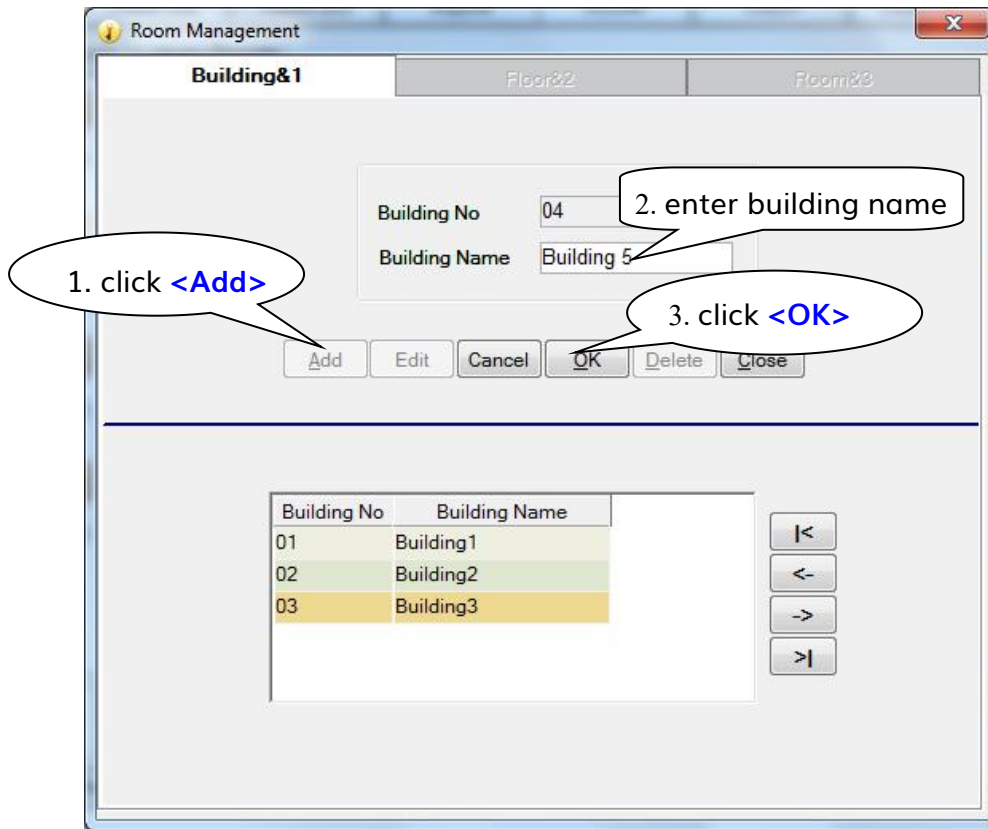 Room Management
X
Building&1
Floor&2
Room&3
Building No
04
2. enter building name
Building Name
Building 5
1. click <Add>
3. click <OK>
Add
Edit
Cancel
OK
Delete
Close
Building No Building Name
01 Building1
02 Building2
03 Building3
|<
<-
->
>|